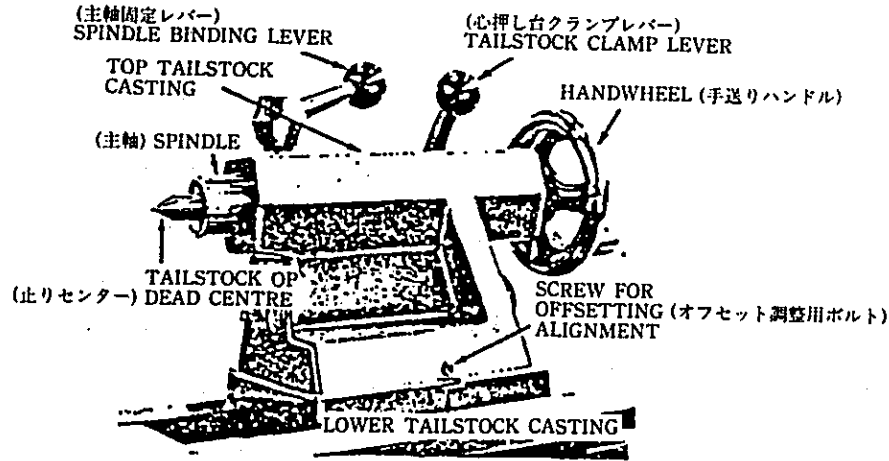 (主軸固定レバー)
SPINDLE BINDING LEVER
(心押し台クランプレバー)
TAILSTOCK CLAMP LEVER
TOP TAILSTOCK
CASTING
HANDWHEEL (手送りハンドル)
(主軸) SPINDLE
TAILSTOCK OP
(止りセンター) DEAD CENTRE
SCREW FOR
OFFSETTING (オフセット調整用ボルト)
ALIGNMENT
LOWER TAILSTOCK CASTING